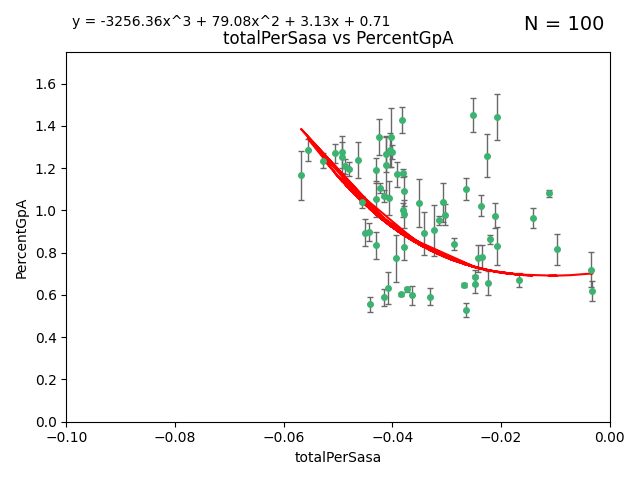 y = -3256.36x^3 + 79.08x^2 + 3.13x + 0.71
N = 100
totalPerSasa vs PercentGpA
1.6
1.4
1.2
1.0
0.8
0.6
0.4
0.2
0.0
PercentGpA
−0.10 −0.08 −0.06 −0.04 −0.02 0.00
totalPerSasa